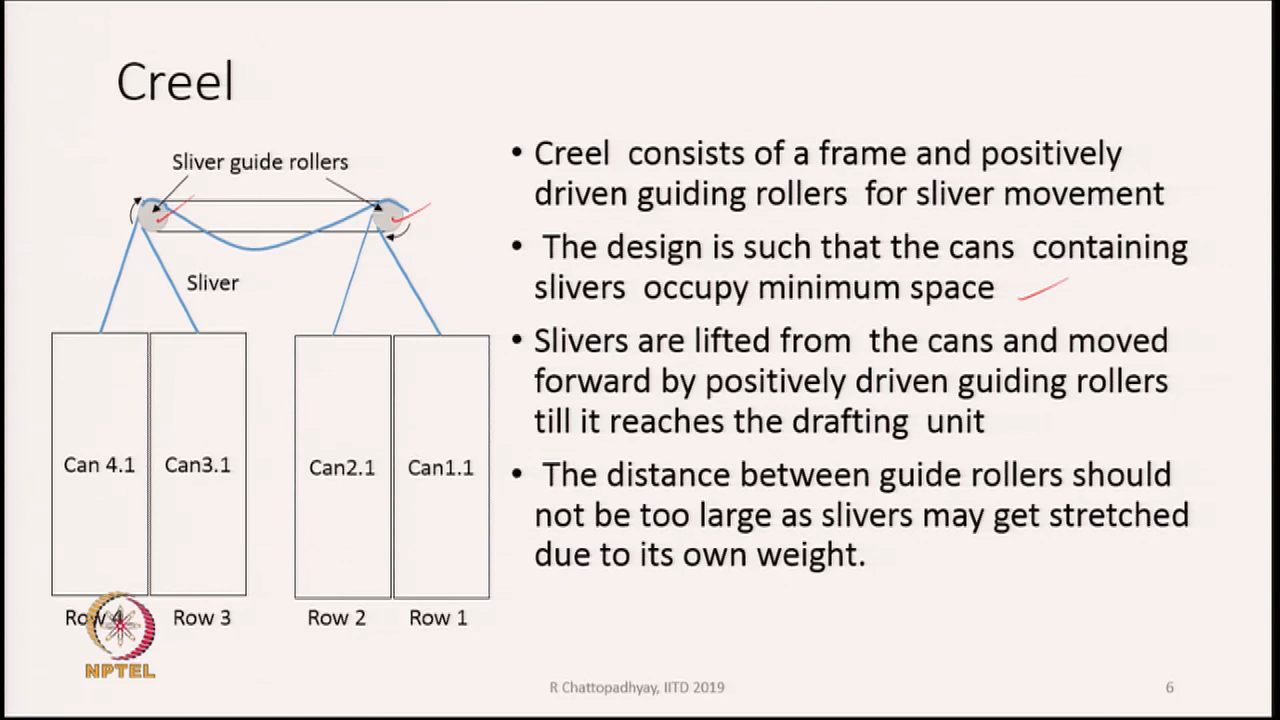 Creel
Sliver guide rollers
Sliver
Can 4.1
Can3.1
Can2.1
Can1.1
Row 4
Row 3
Row 2
Row 1
NPTEL
• Creel consists of a frame and positively
driven guiding rollers for sliver movement
• The design is such that the cans containing
slivers occupy minimum space
• Slivers are lifted from the cans and moved
forward by positively driven guiding rollers
till it reaches the drafting unit
• The distance between guide rollers should
not be too large as slivers may get stretched
due to its own weight.
R Chattopadhyay, IITD 2019
6